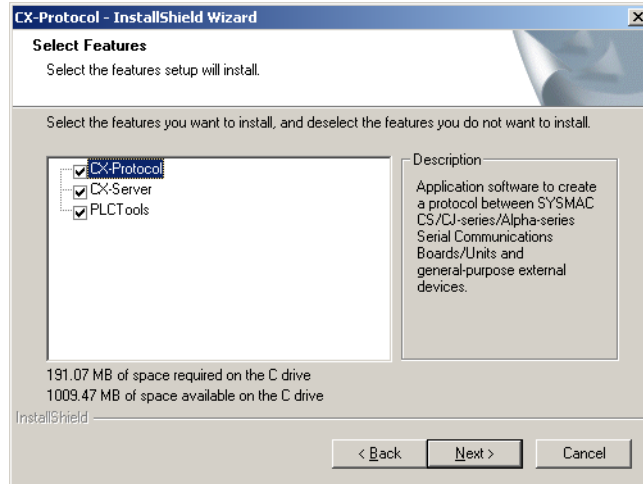 CX-Protocol - InstallShield Wizard
Select Features
Select the features setup will install.
Select the features you want to install, and deselect the features you do not want to install.
CX-Protocol
CX-Server
PLCTools
Description
Application software to create
a protocol between SYSMAC
CS/CJ-series/Alpha-series
Serial Communications
Boards/Units and
general-purpose external
devices.
191.07 MB of space required on the C drive
1009.47 MB of space available on the C drive
InstallShield
< Back
Next >
Cancel